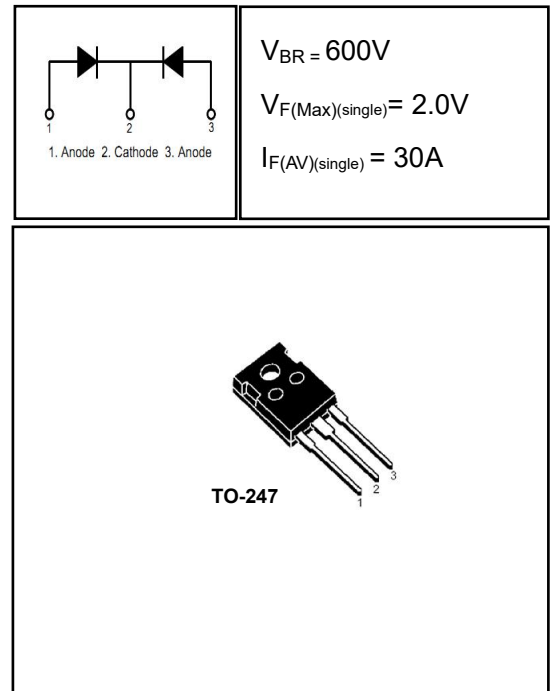 1 2 3
1. Anode 2. Cathode 3. Anode
VBR = 600V
VF(Max)(single)= 2.0V
IF(AV)(single) = 30A
TO-247
1
2
3